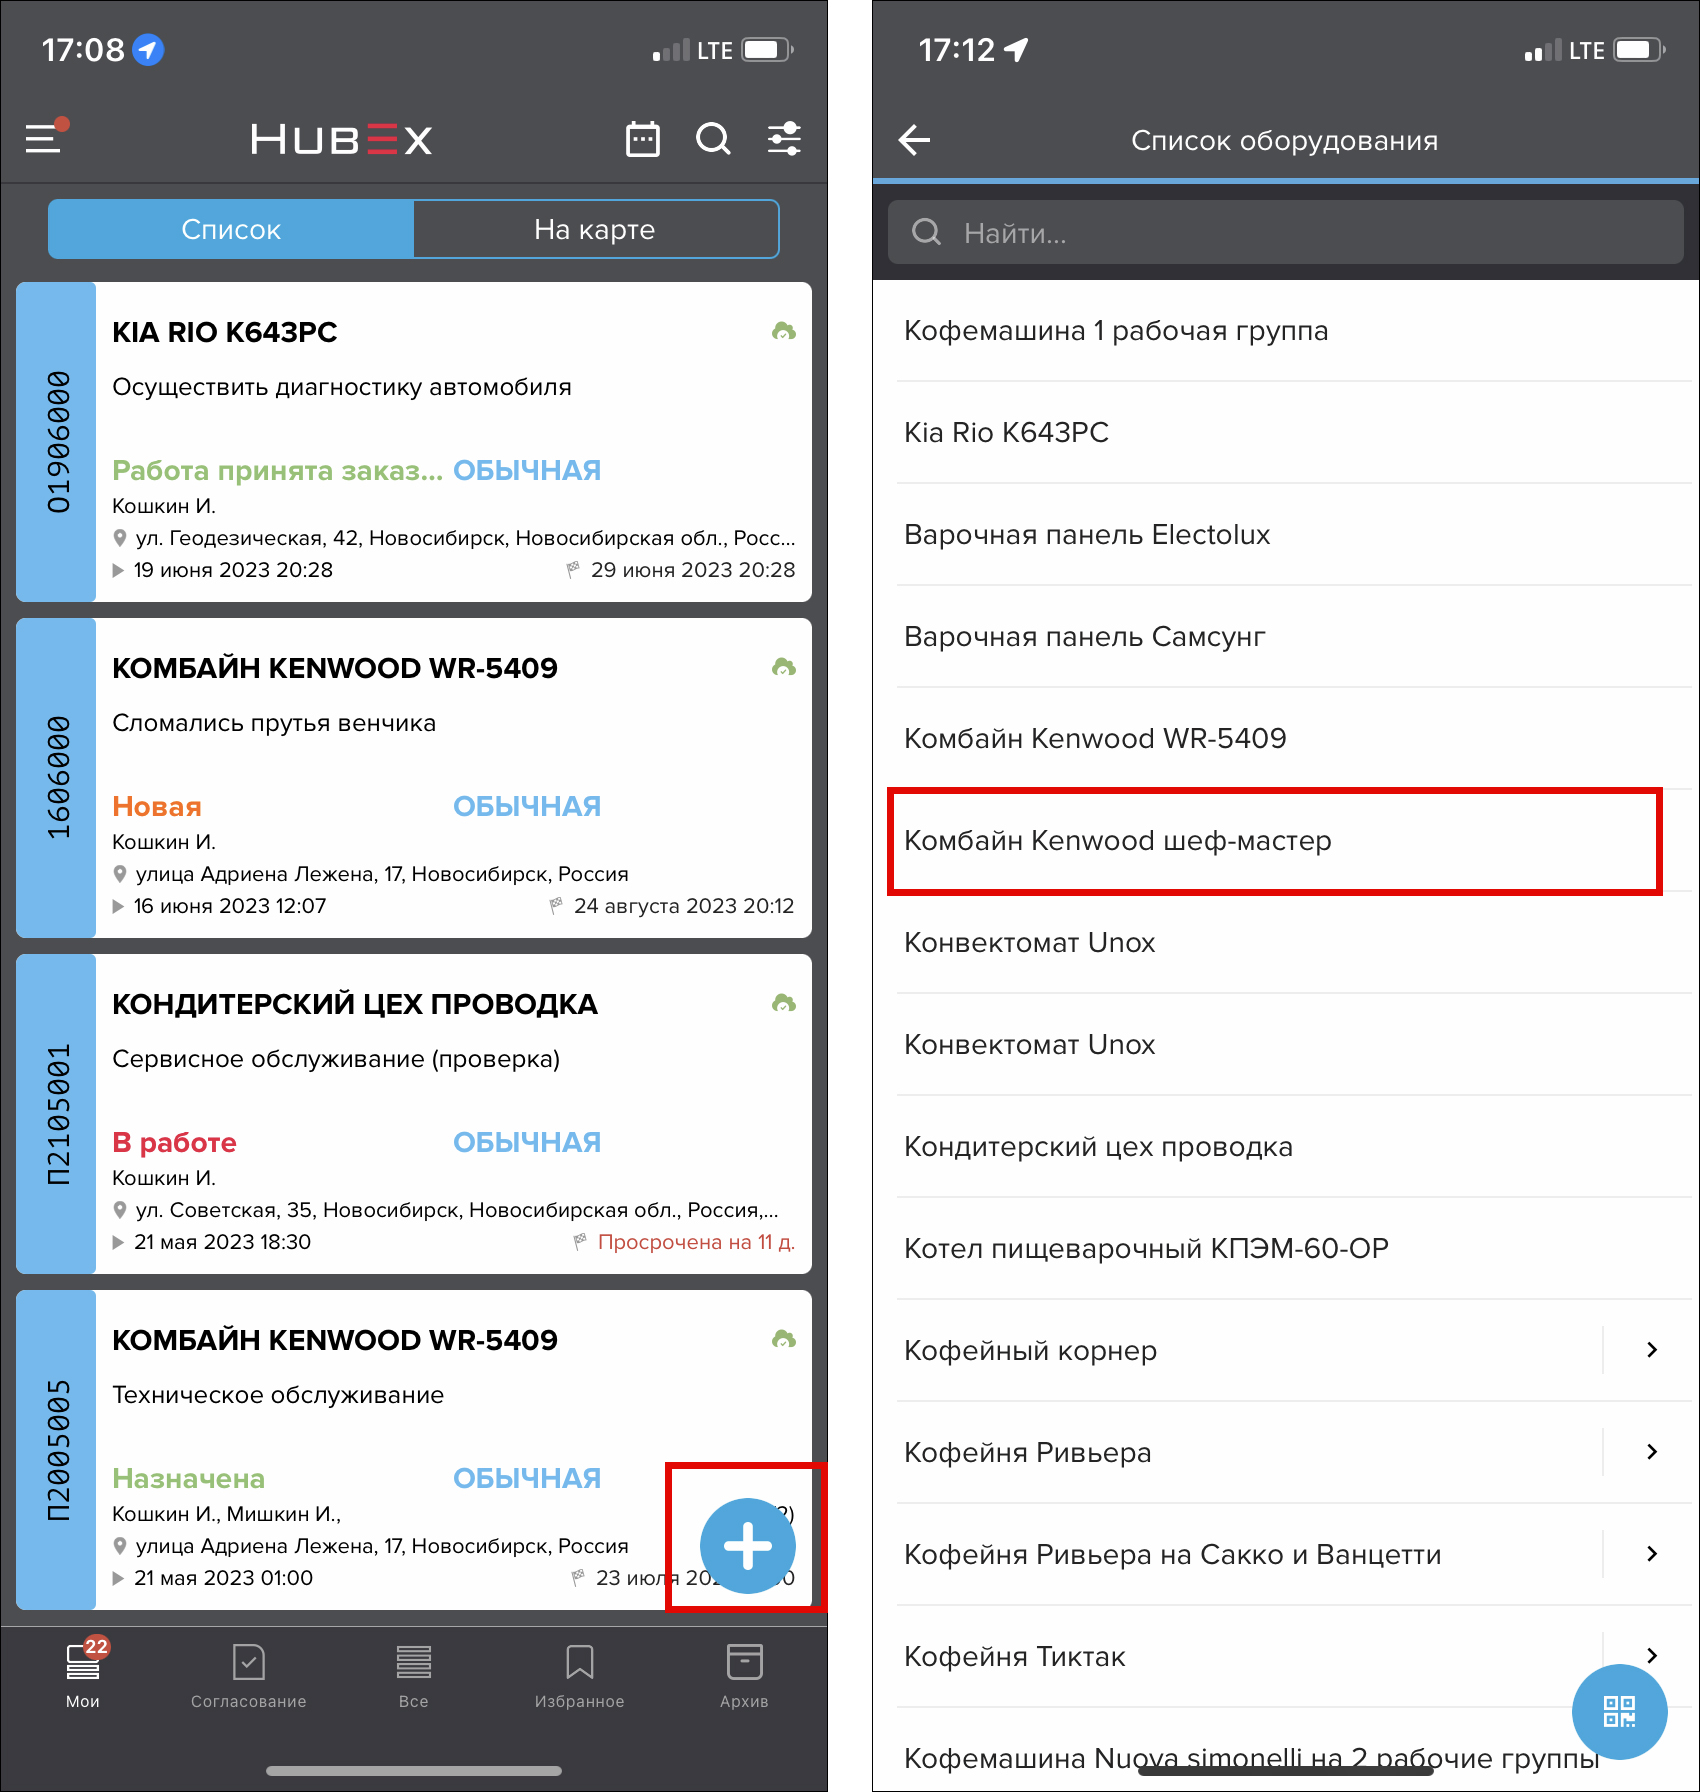 17:08
LTE
HUBEX
Список
На карте
О1906000
KIA RIO К643РС
Осуществить диагностику автомобиля
Работа принята заказ... ОБЫЧНАЯ
Кошкин И.
ул. Геодезическая, 42, Новосибирск, Новосибирская обл., Росс...
19 июня 2023 20:28
29 июня 2023 20:28
1606000
КОМБАЙН KENWOOD WR-5409
Сломались прутья венчика
Новая ОБЫЧНАЯ
Кошкин И.
улица Адриена Лежена, 17, Новосибирск, Россия
16 июня 2023 12:07
24 августа 2023 20:12
П2105001
КОНДИТЕРСКИЙ ЦЕХ ПРОВОДКА
Сервисное обслуживание (проверка)
В работе ОБЫЧНАЯ
Кошкин И.
ул. Советская, 35, Новосибирск, Новосибирская обл., Россия,...
21 мая 2023 18:30
Просрочена на 11 д.
П2005005
КОМБАЙН KENWOOD WR-5409
Техническое обслуживание
Назначена ОБЫЧНАЯ
Кошкин И., Мишкин И.,
улица Адриена Лежена, 17, Новосибирск, Россия
21 мая 2023 01:00
23 июля
22
Мои
Согласование
Все
Избранное
Архив
17:12
LTE
Список оборудования
Найти...
Кофемашина 1 рабочая группа
Kia Rio К643РС
Варочная панель Electolux
Варочная панель Самсунг
Комбайн Kenwood WR-5409
Комбайн Kenwood шеф-мастер
Конвектомат Unox
Конвектомат Unox
Кондитерский цех проводка
Котел пищеварочный КПЭМ-60-ОР
Кофейный корнер
Кофейня Ривьера
Кофейня Ривьера на Сакко и Ванцетти
Кофейня Тиктак
Кофемашина Nuova simonelli на 2 рабочие группы